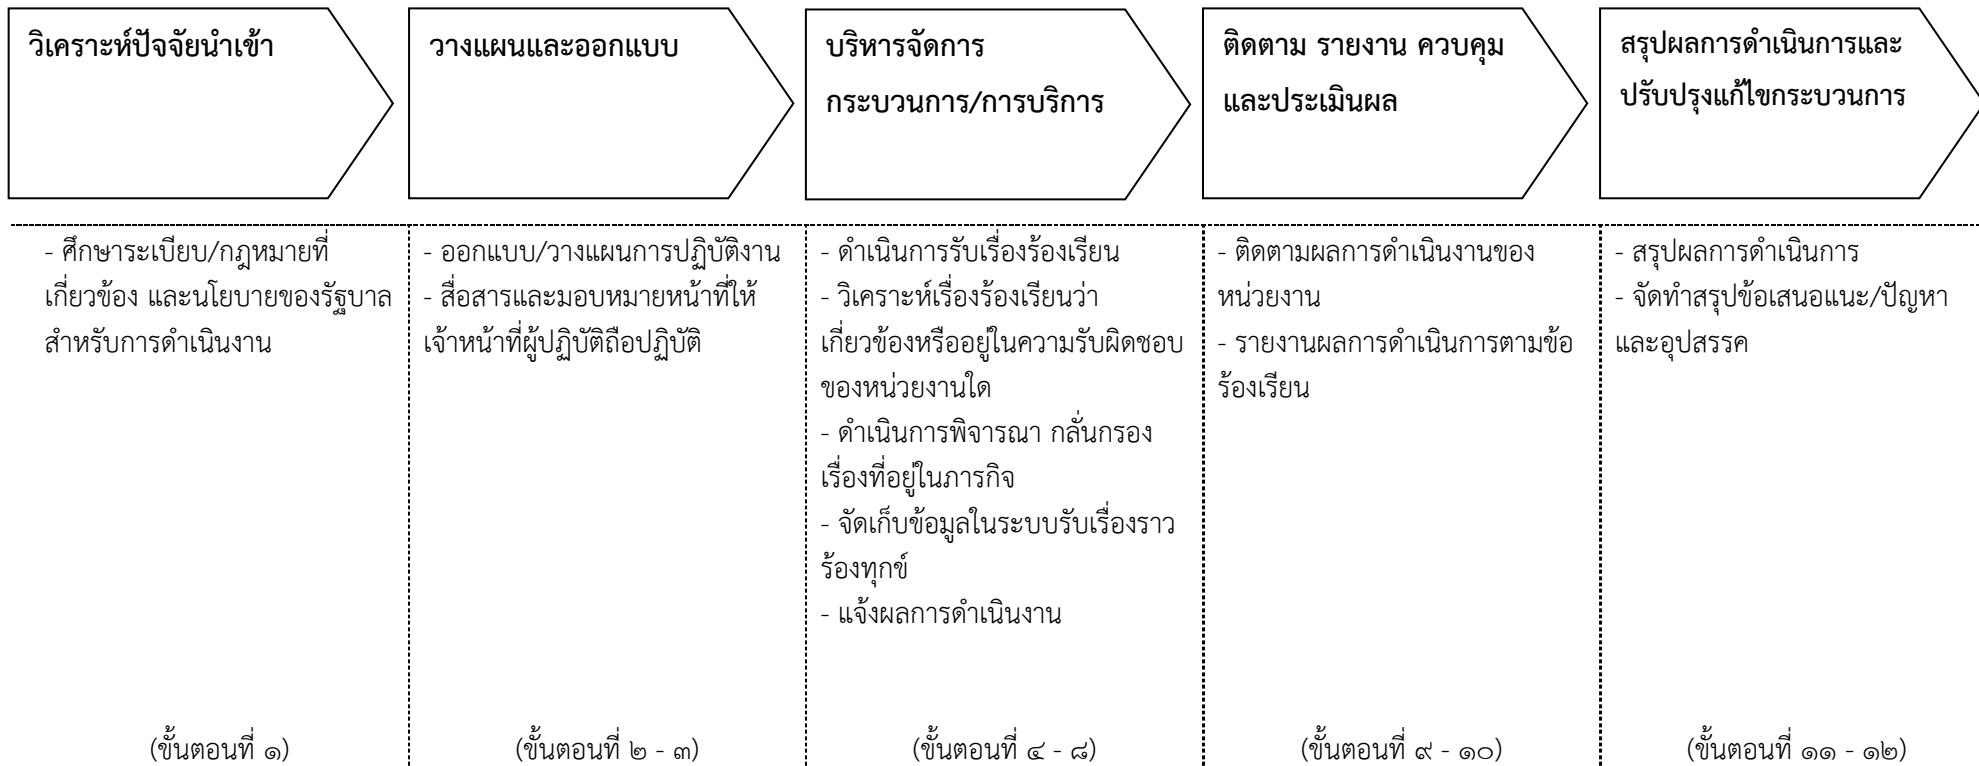 วิเคราะห์ปัจจัยนำเข้า
วางแผนและออกแบบ
บริหารจัดการ
กระบวนการ/การบริการ
ติดตาม รายงาน ควบคุม
และประเมินผล
สรุปผลการดำเนินการและ
ปรับปรุงแก้ไขกระบวนการ
- ศึกษาระเบียบ/กฎหมายที่
เกี่ยวข้อง และนโยบายของรัฐบาล
สำหรับการดำเนินงาน
(ขั้นตอนที่ ๑)
- ออกแบบ/วางแผนการปฏิบัติงาน
- สื่อสารและมอบหมายหน้าที่ให้
เจ้าหน้าที่ผู้ปฏิบัติถือปฏิบัติ
(ขั้นตอนที่ ๒ - ๓)
- ดำเนินการรับเรื่องร้องเรียน
- วิเคราะห์เรื่องร้องเรียนว่า
เกี่ยวข้องหรืออยู่ในความรับผิดชอบ
ของหน่วยงานใด
- ดำเนินการพิจารณา กลั่นกรอง
เรื่องที่อยู่ในภารกิจ
- จัดเก็บข้อมูลในระบบรับเรื่องราว
ร้องทุกข์
- แจ้งผลการดำเนินงาน
(ขั้นตอนที่ ๔ - ๘)
- ติดตามผลการดำเนินงานของ
หน่วยงาน
- รายงานผลการดำเนินการตามข้อ
ร้องเรียน
(ขั้นตอนที่ ๙ - ๑๐)
- สรุปผลการดำเนินการ
- จัดทำสรุปข้อเสนอแนะ/ปัญหา
และอุปสรรค
(ขั้นตอนที่ ๑๑ - ๑๒)